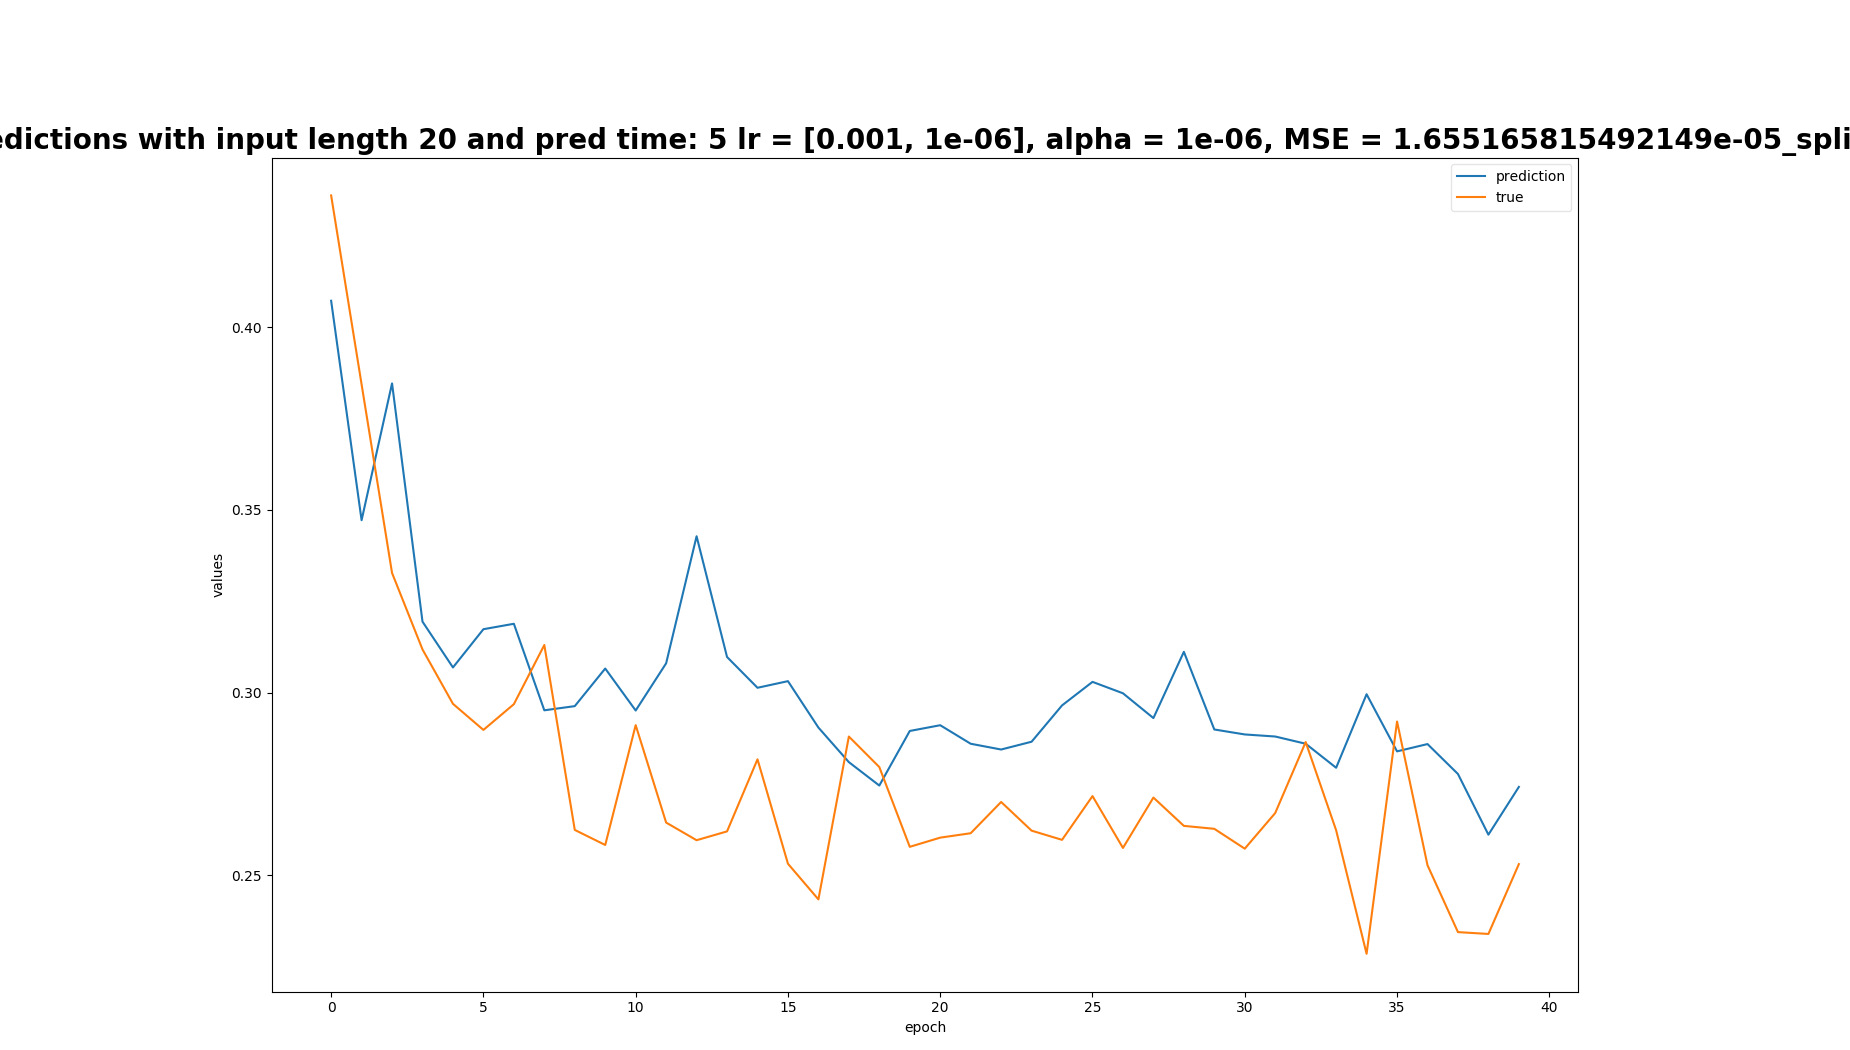 edictions with input length 20 and pred time: 5 lr = [0.001, 1e-06], alpha = 1e-06, MSE = 1.655165815492149e-05_spli
prediction
true
0.40
0.35
0.30
0.25
values
0 5 10 15 20 25 30 35 40
epoch